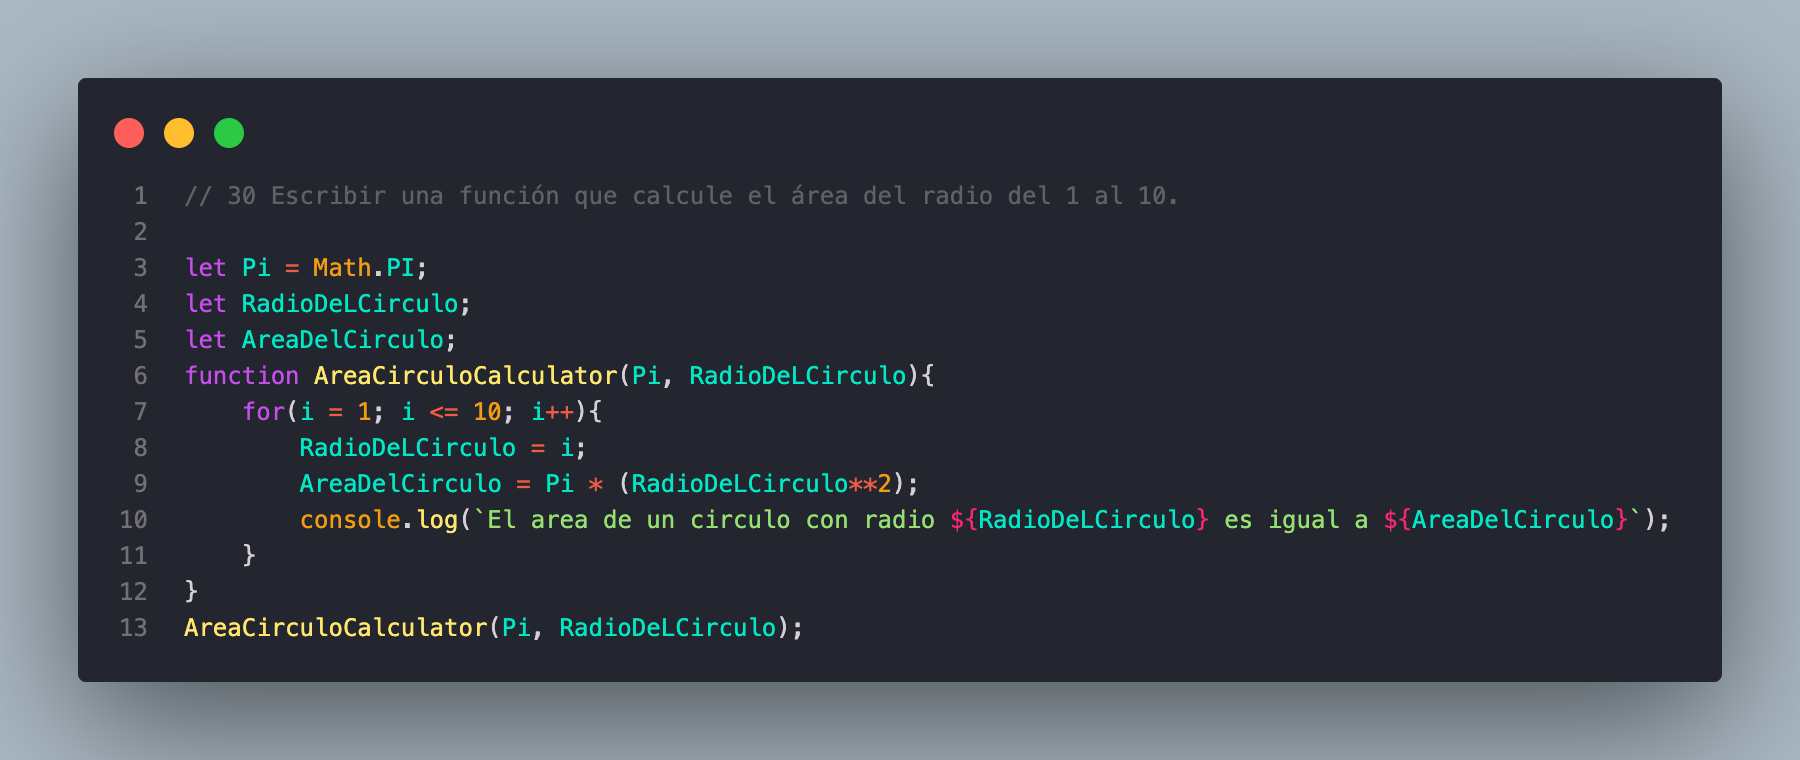 1 // 30 Escribir una función que calcule el área del radio del 1 al 10.
2
3 let Pi = Math.PI;
4 let RadioDeLCirculo;
5 let AreaDelCirculo;
6 function AreaCirculoCalculator(Pi, RadioDeLCirculo){
7     for(i = 1; i <= 10; i++){
8         RadioDeLCirculo = i;
9         AreaDelCirculo = Pi * (RadioDeLCirculo**2);
10         console.log(`El area de un circulo con radio ${RadioDeLCirculo} es igual a ${AreaDelCirculo}`);
11     }
12 }
13 AreaCirculoCalculator(Pi, RadioDeLCirculo);